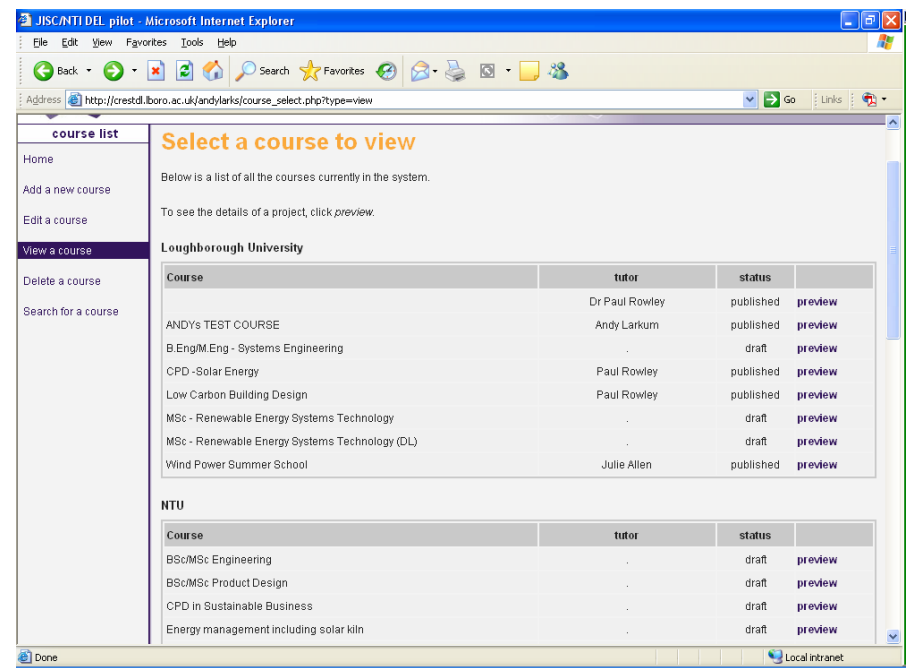 JISC/NTI DEL pilot - Microsoft Internet Explorer
File Edit View Favorites Tools Help
Back Search Favorites
Address http://crestdl.lboro.ac.uk/andylarks/course_select.php?type=view Go Links
course list
Home
Add a new course
Edit a course
View a course
Delete a course
Search for a course
Select a course to view
Below is a list of all the courses currently in the system.
To see the details of a project, click preview.
Loughborough University
Course tutor status
Dr Paul Rowley published preview
ANDYs TEST COURSE Andy Larkum published preview
B.Eng/M.Eng - Systems Engineering . draft preview
CPD -Solar Energy Paul Rowley published preview
Low Carbon Building Design Paul Rowley published preview
MSc - Renewable Energy Systems Technology . draft preview
MSc - Renewable Energy Systems Technology (DL) . draft preview
Wind Power Summer School Julie Allen published preview
NTU
Course tutor status
BSc/MSc Engineering . draft preview
BSc/MSc Product Design . draft preview
CPD in Sustainable Business . draft preview
Energy management including solar kiln . draft preview
Done Local intranet